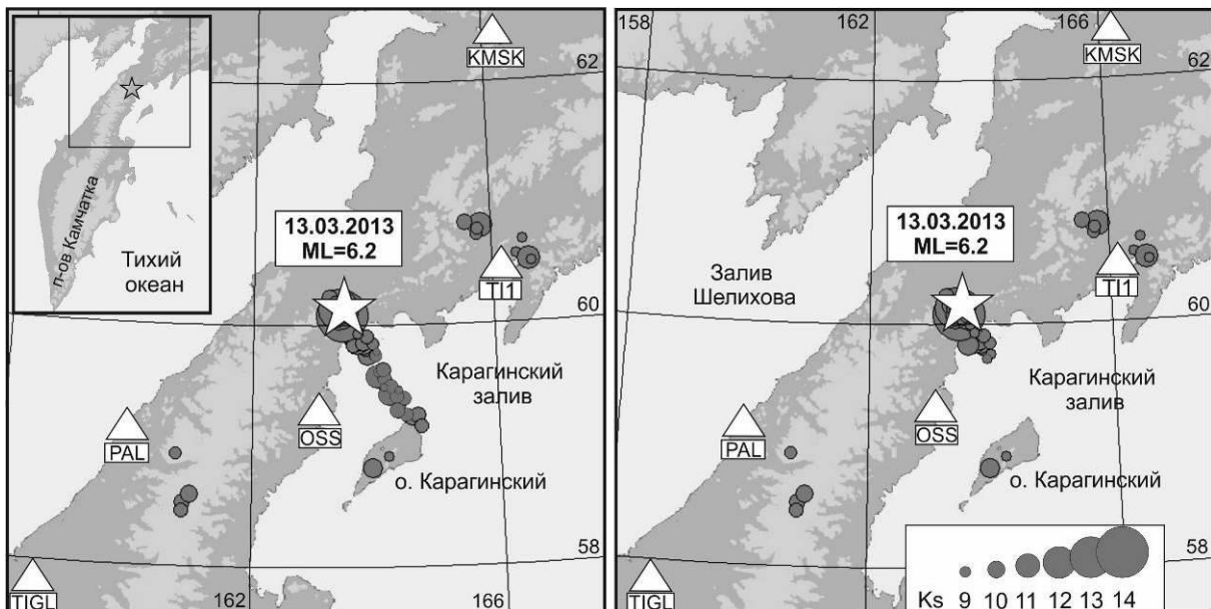 KMSK
62
13.03.2013
ML=6.2
п-ов Камчатка
Тихий
океан
TI1
60
Карагинский
залив
PAL
OSS
о. Карагинский
58
TIGL
162
166
158
162
166
KMSK
62
13.03.2013
ML=6.2
Залив
Шелихова
TI1
60
Карагинский
залив
PAL
OSS
о. Карагинский
58
TIGL
Ks 9 10 11 12 13 14